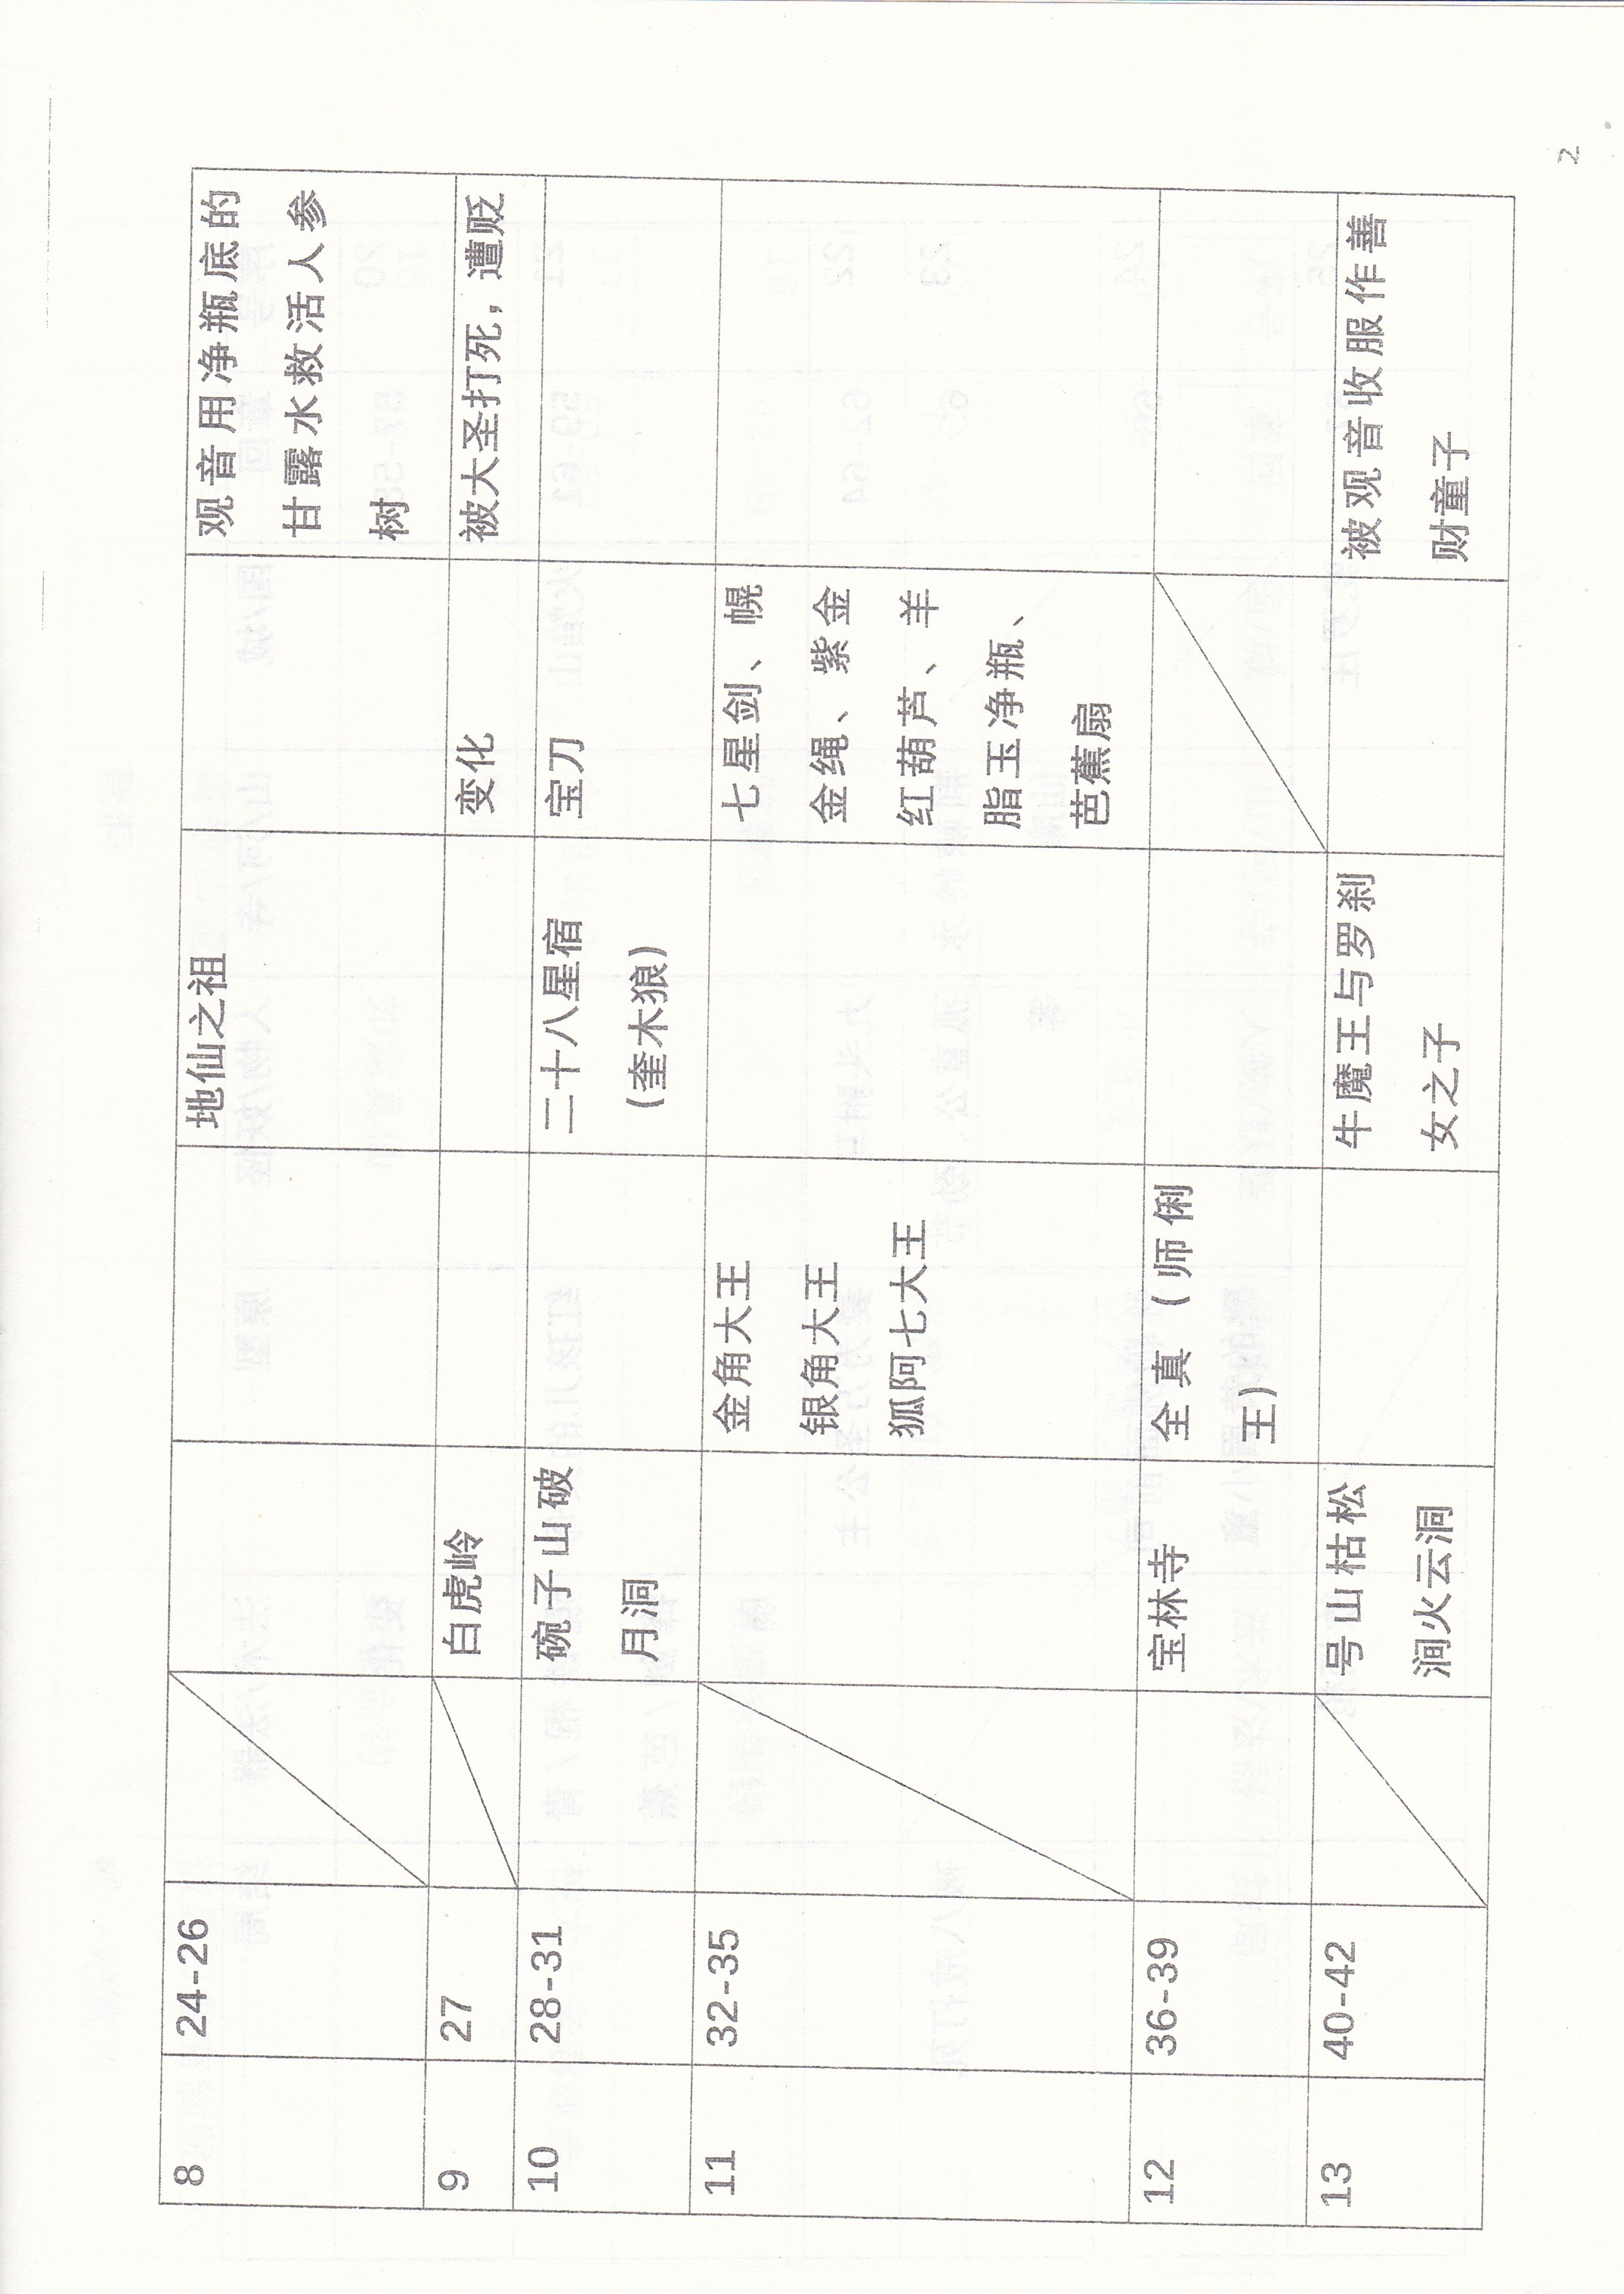 8
24-26
地仙之祖
观音用净瓶底的
甘露水救活人参
树
9
27
白虎岭
变化
被大圣打死，遭贬
10
28-31
碗子山破
月洞
二十八星宿
(奎木狼)
宝刀
11
32-35
金角大王
银角大王
狐阿七大王
七星剑、幌
金绳、紫金
红葫芦、羊
脂玉净瓶、
芭蕉扇
12
36-39
宝林寺
全真（师俐
王）
13
40-42
号山枯松
涧火云洞
牛魔王与罗刹
女之子
被观音收服作善
财童子
2